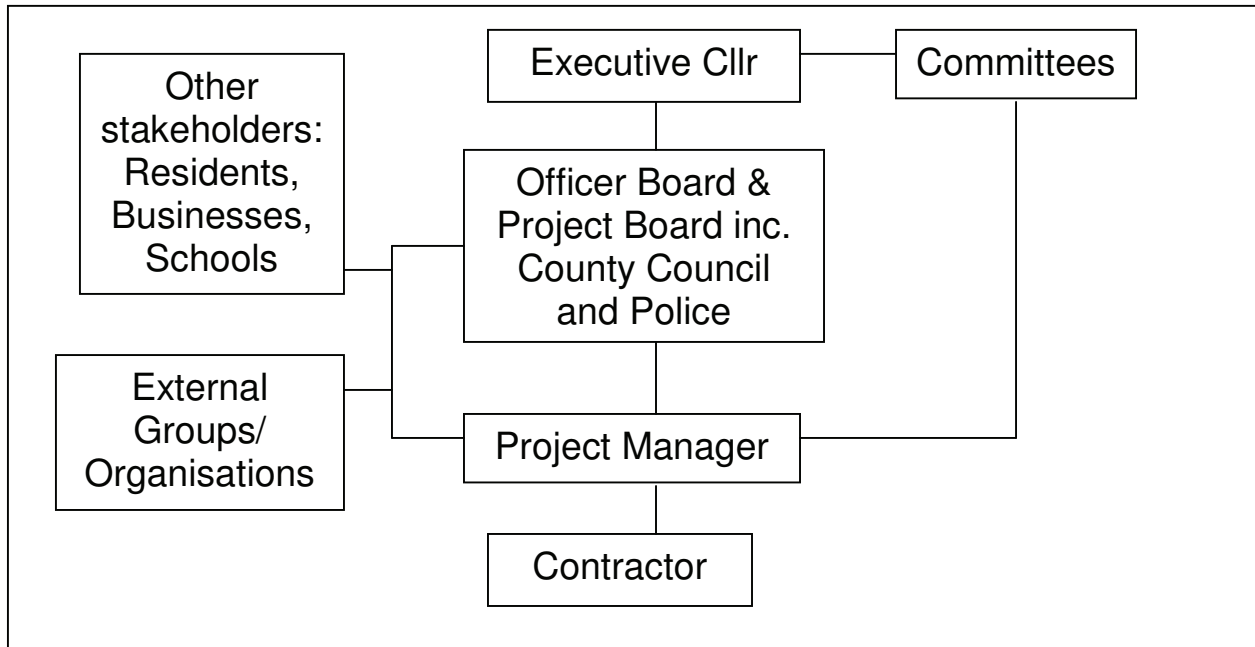 Executive Cllr
Committees
Other
stakeholders:
Residents,
Businesses,
Schools
Officer Board &
Project Board inc.
County Council
and Police
External
Groups/
Organisations
Project Manager
Contractor